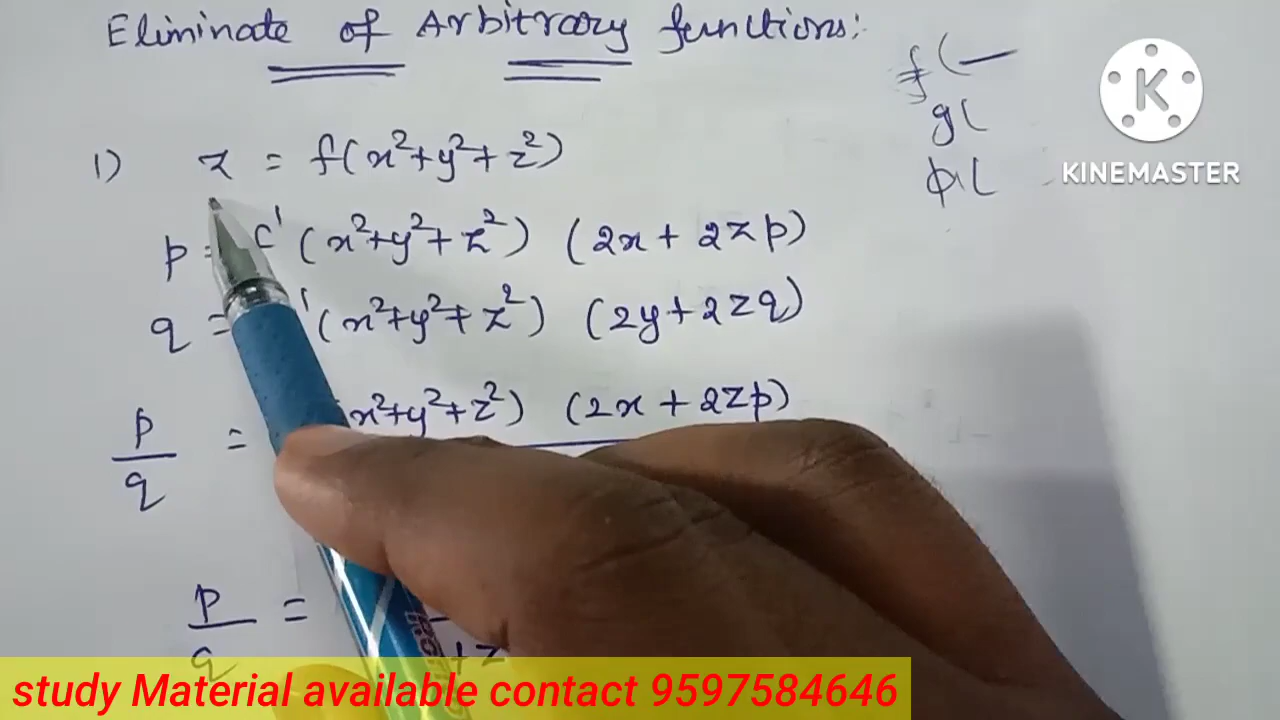 Eliminate of Arbitrary functions:
f(—
g(
1) z = f(x²+y²+z²)
KINEMASTER
p = f'(x²+y²+z²) (2x + 2zp)
q = '(x²+y²+z²) (2y + 2zq)
p/q = x²+y²+z²) (2x + 2zp)
p/q =
+z
study Material available contact 9597584646